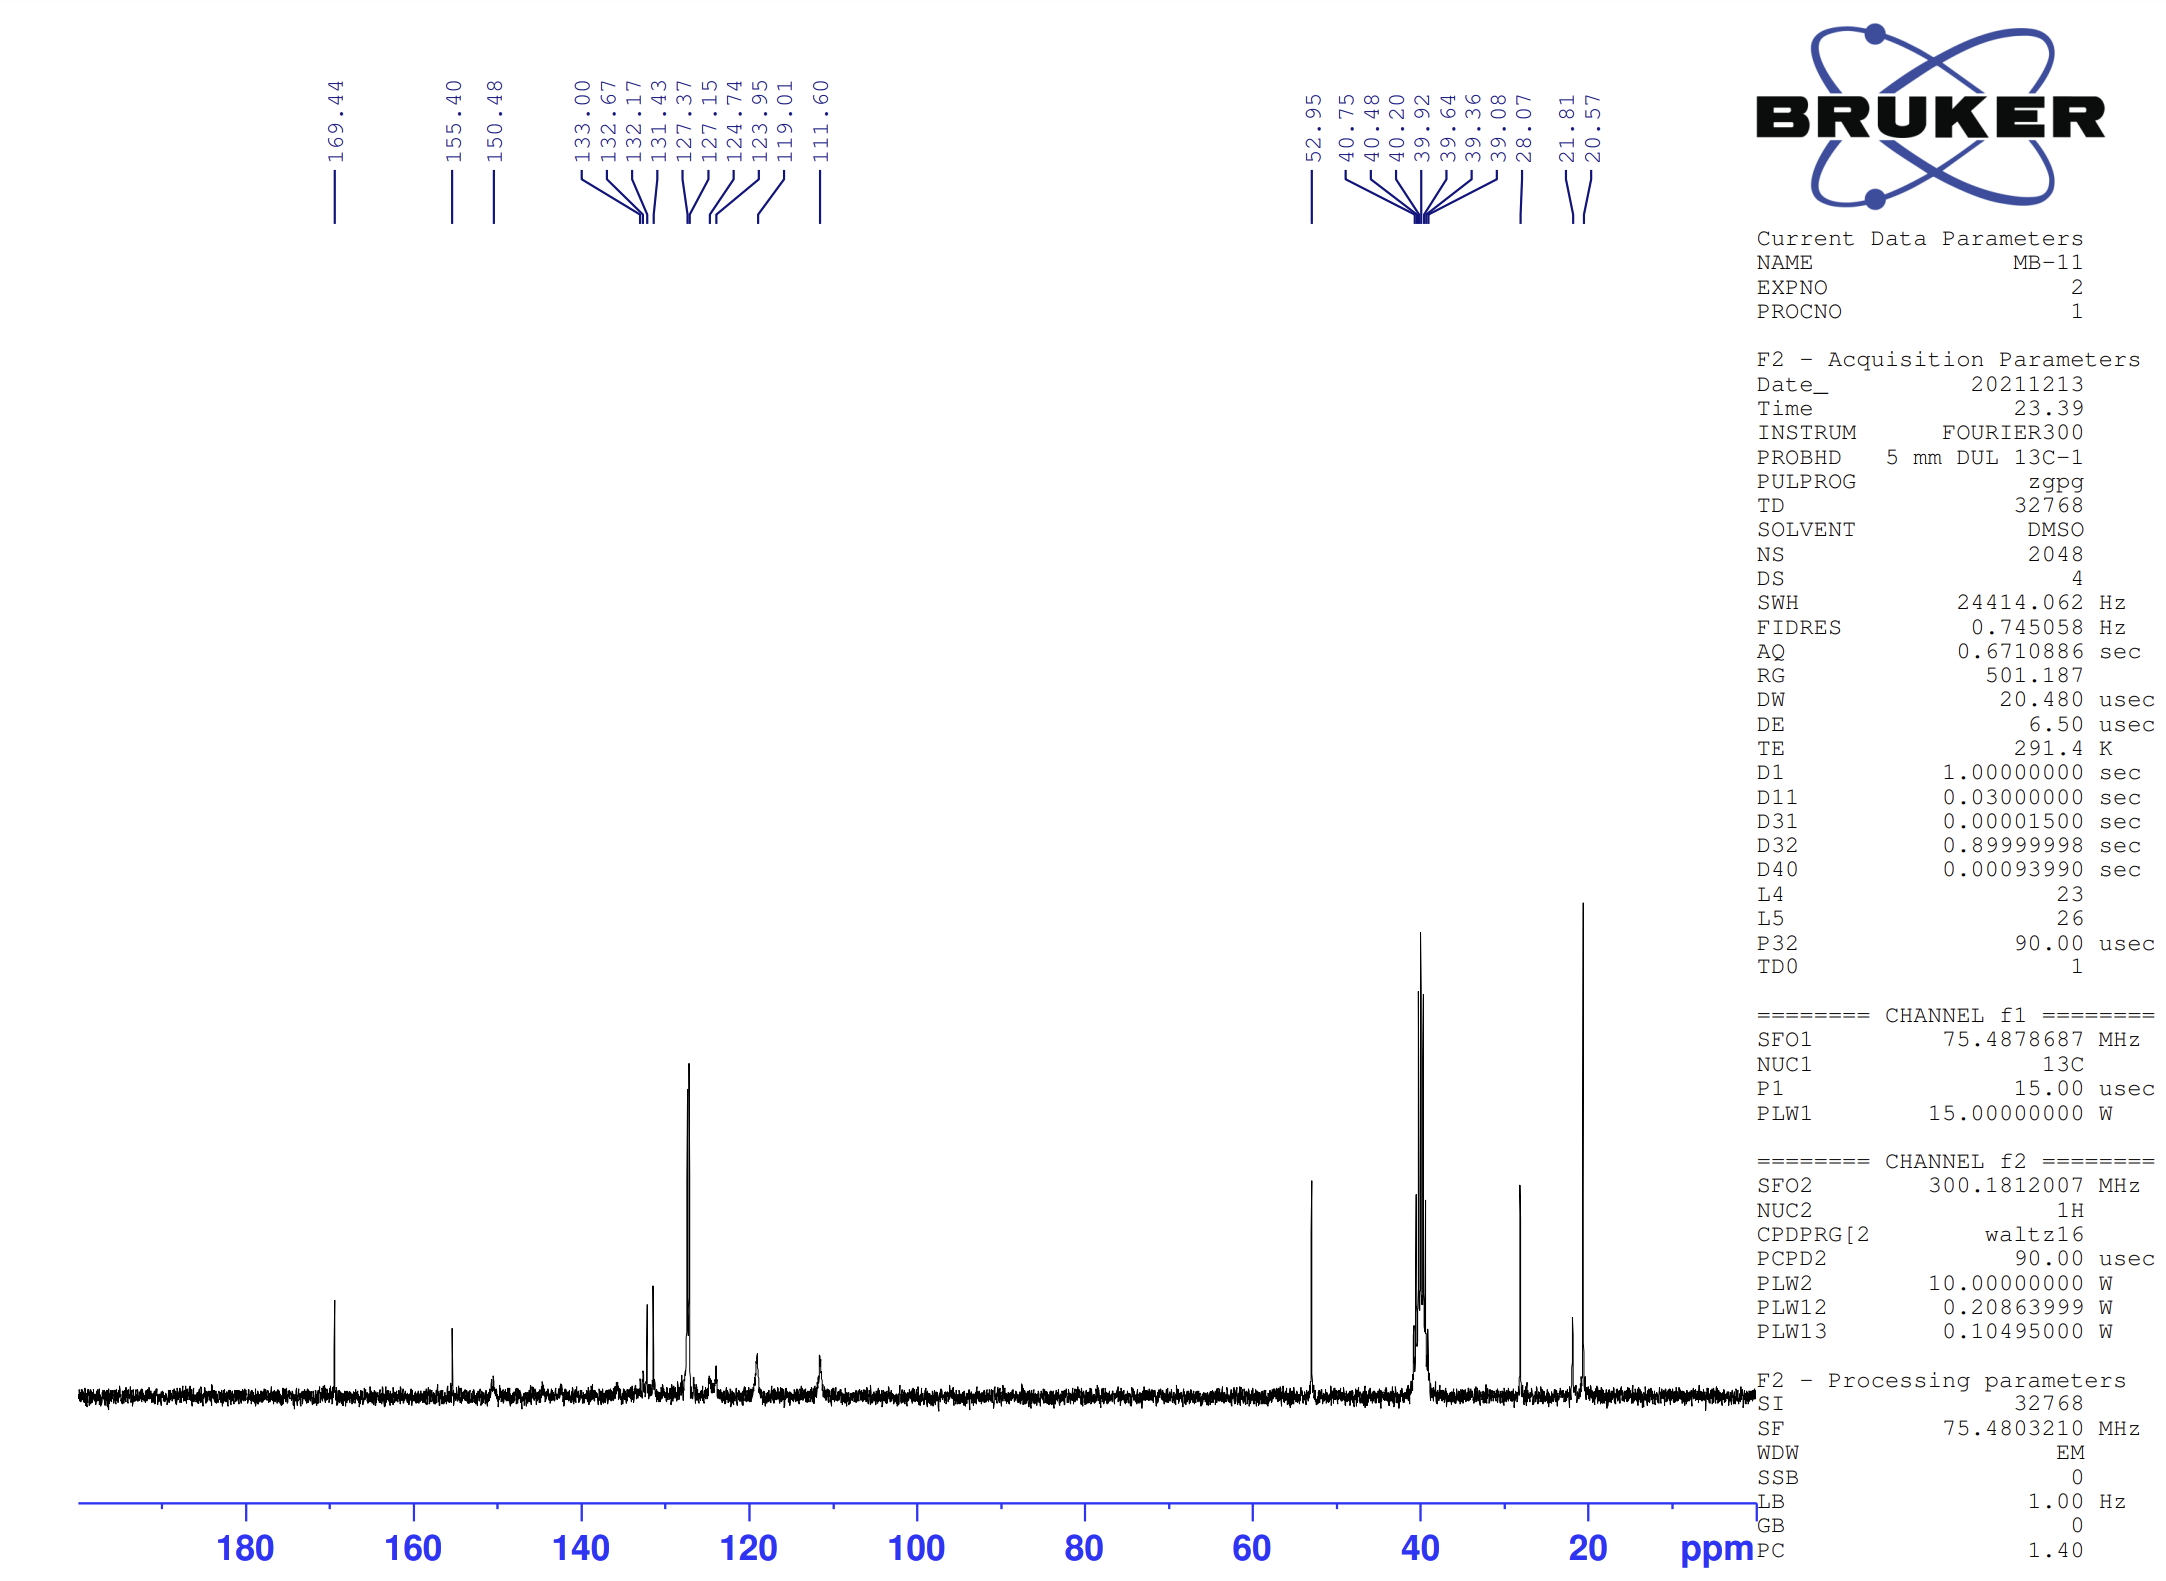 169.44
155.40
150.48
133.00
132.67
132.17
131.43
127.37
127.15
124.74
123.95
119.01
111.60
52.95
40.75
40.48
40.20
39.92
39.64
39.36
39.08
28.07
21.81
20.57
BRUKER
Current Data Parameters
NAME MB-11
EXPNO 2
PROCNO 1
F2 - Acquisition Parameters
Date_ 20211213
Time 23.39
INSTRUM FOURIER300
PROBHD 5 mm DUL 13C-1
PULPROG zgpg
TD 32768
SOLVENT DMSO
NS 2048
DS 4
SWH 24414.062 Hz
FIDRES 0.745058 Hz
AQ 0.6710886 sec
RG 501.187
DW 20.480 usec
DE 6.50 usec
TE 291.4 K
D1 1.00000000 sec
D11 0.03000000 sec
D31 0.00001500 sec
D32 0.89999998 sec
D40 0.00093990 sec
L4 23
L5 26
P32 90.00 usec
TD0 1
======== CHANNEL f1 ========
SFO1 75.4878687 MHz
NUC1 13C
P1 15.00 usec
PLW1 15.00000000 W
======== CHANNEL f2 ========
SFO2 300.1812007 MHz
NUC2 1H
CPDPRG[2 waltz16
PCPD2 90.00 usec
PLW2 10.00000000 W
PLW12 0.20863999 W
PLW13 0.10495000 W
F2 - Processing parameters
SI 32768
SF 75.4803210 MHz
WDW EM
SSB 0
LB 1.00 Hz
GB 0
PC 1.40
180 160 140 120 100 80 60 40 20 ppm